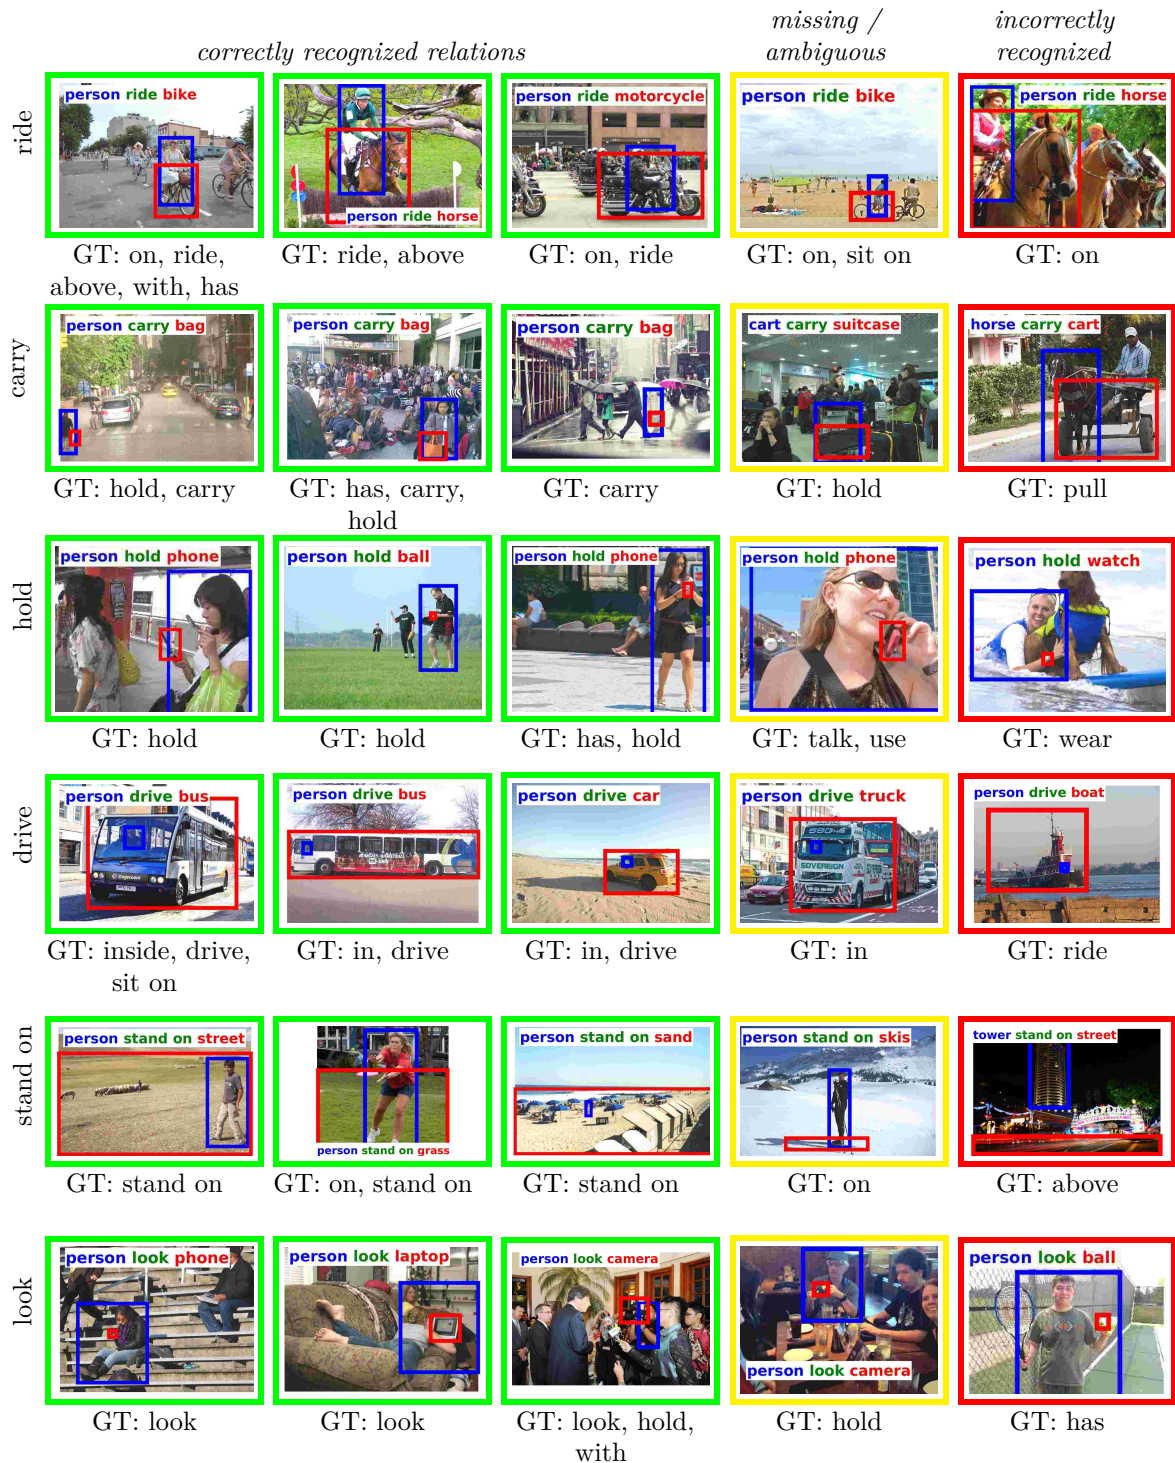 correctly recognized relations
missing /
ambiguous
incorrectly
recognized
ride
person ride bike
person ride horse
person ride motorcycle
person ride bike
person ride horse
GT: on, ride,
above, with, has
GT: ride, above
GT: on, ride
GT: on, sit on
GT: on
carry
person carry bag
person carry bag
person carry bag
cart carry suitcase
horse carry cart
GT: hold, carry
GT: has, carry,
hold
GT: carry
GT: hold
GT: pull
hold
person hold phone
person hold ball
person hold phone
person hold phone
person hold watch
GT: hold
GT: hold
GT: has, hold
GT: talk, use
GT: wear
drive
person drive bus
person drive bus
person drive car
person drive truck
person drive boat
SOVEREIGN
GT: inside, drive,
sit on
GT: in, drive
GT: in, drive
GT: in
GT: ride
stand on
person stand on street
person stand on grass
person stand on sand
person stand on skis
tower stand on street
GT: stand on
GT: on, stand on
GT: stand on
GT: on
GT: above
look
person look phone
person look laptop
person look camera
person look camera
person look ball
GT: look
GT: look
GT: look, hold,
with
GT: hold
GT: has